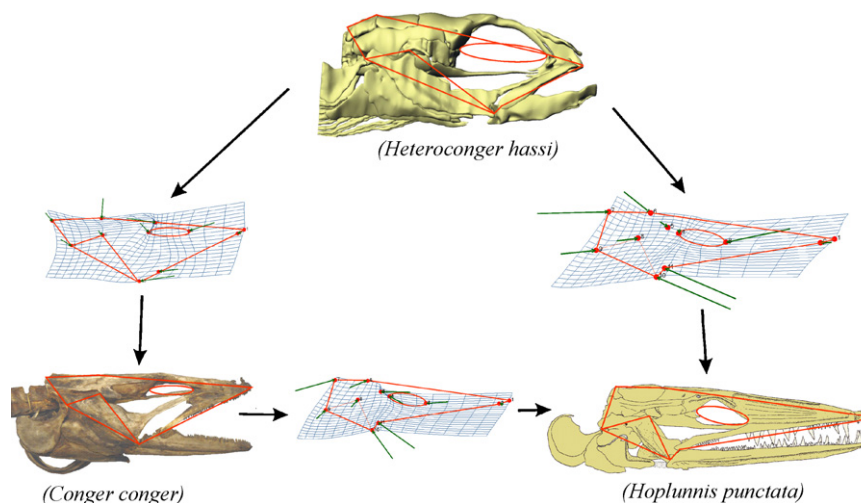 (Heteroconger hassi)
(Conger conger)
(Hoplunnis punctata)